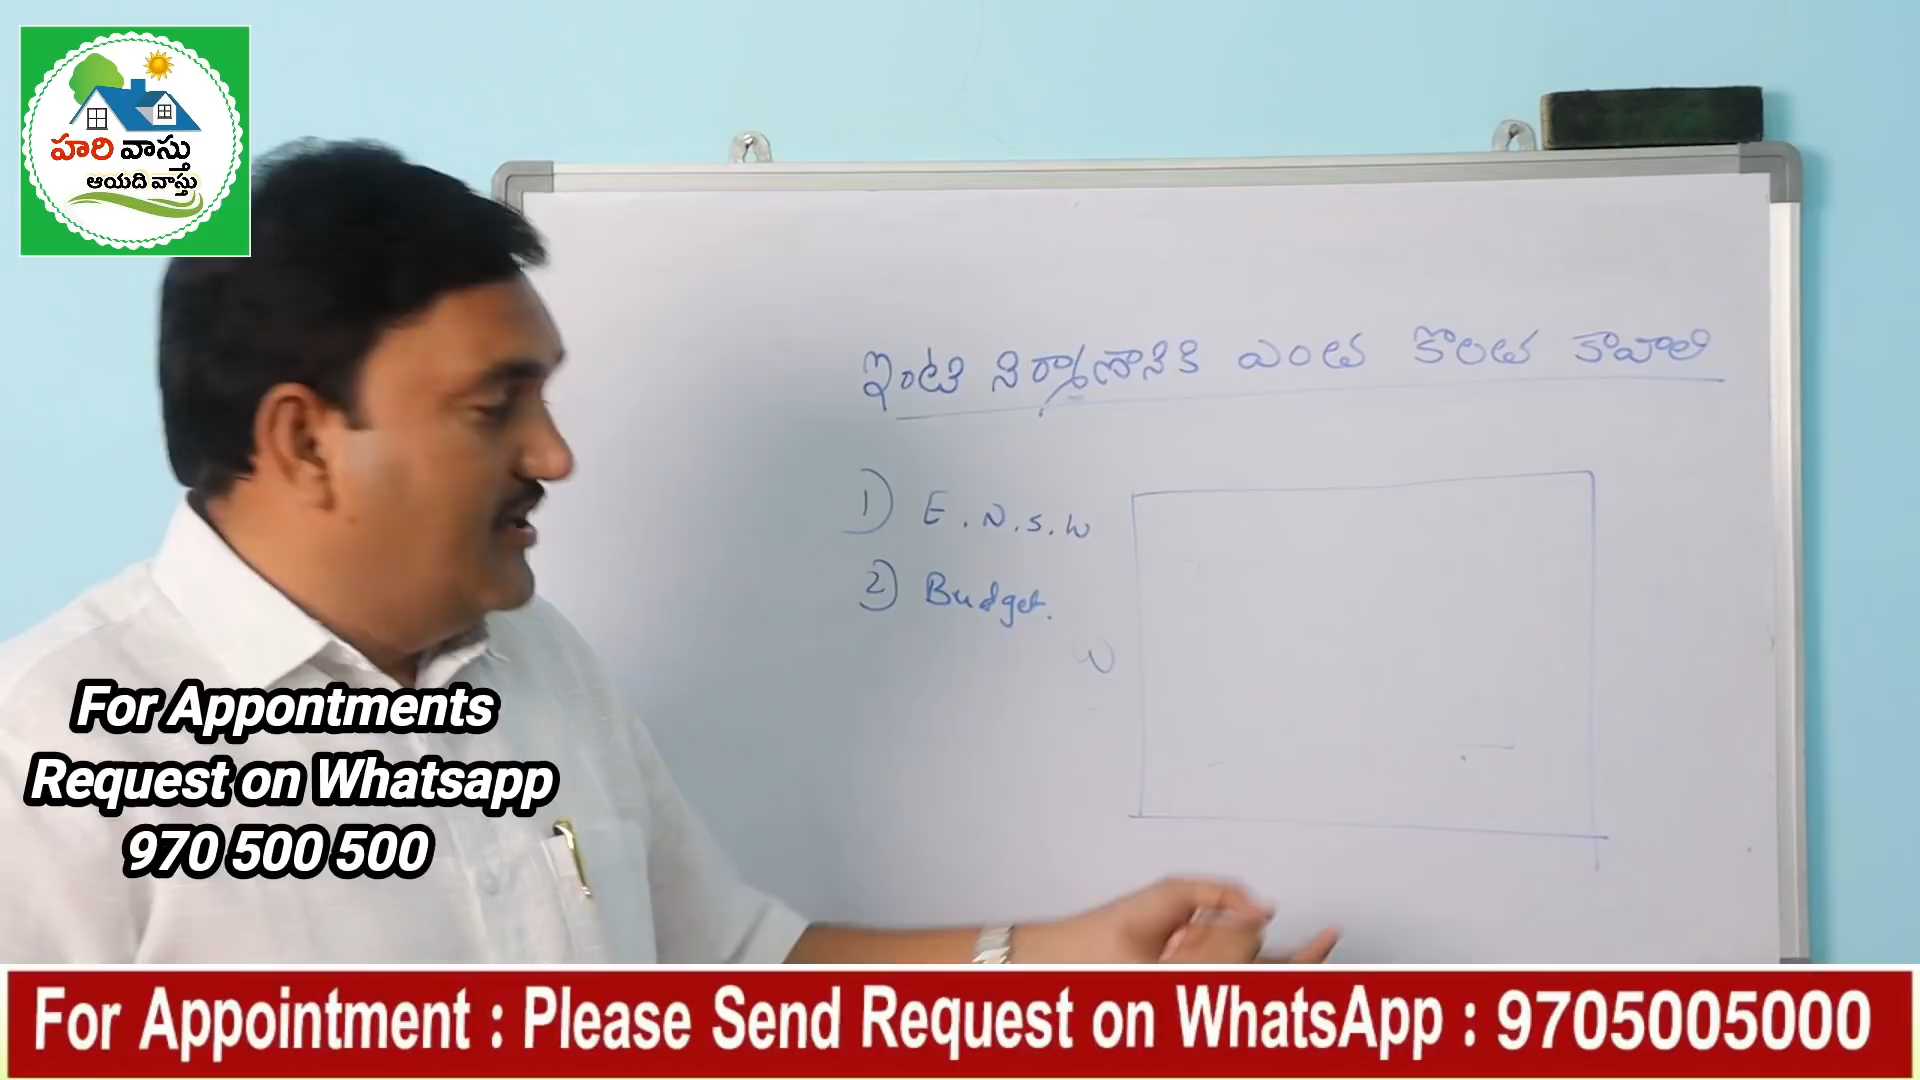 హరి వాస్తు
ఆయది వాస్తు
ఇంటి నిర్మాణానికి ఎంత కొలత కావాలి
1) E . N . S . W
2) Budget.
W
For Appontments
Request on Whatsapp
970 500 500
For Appointment : Please Send Request on WhatsApp : 9705005000